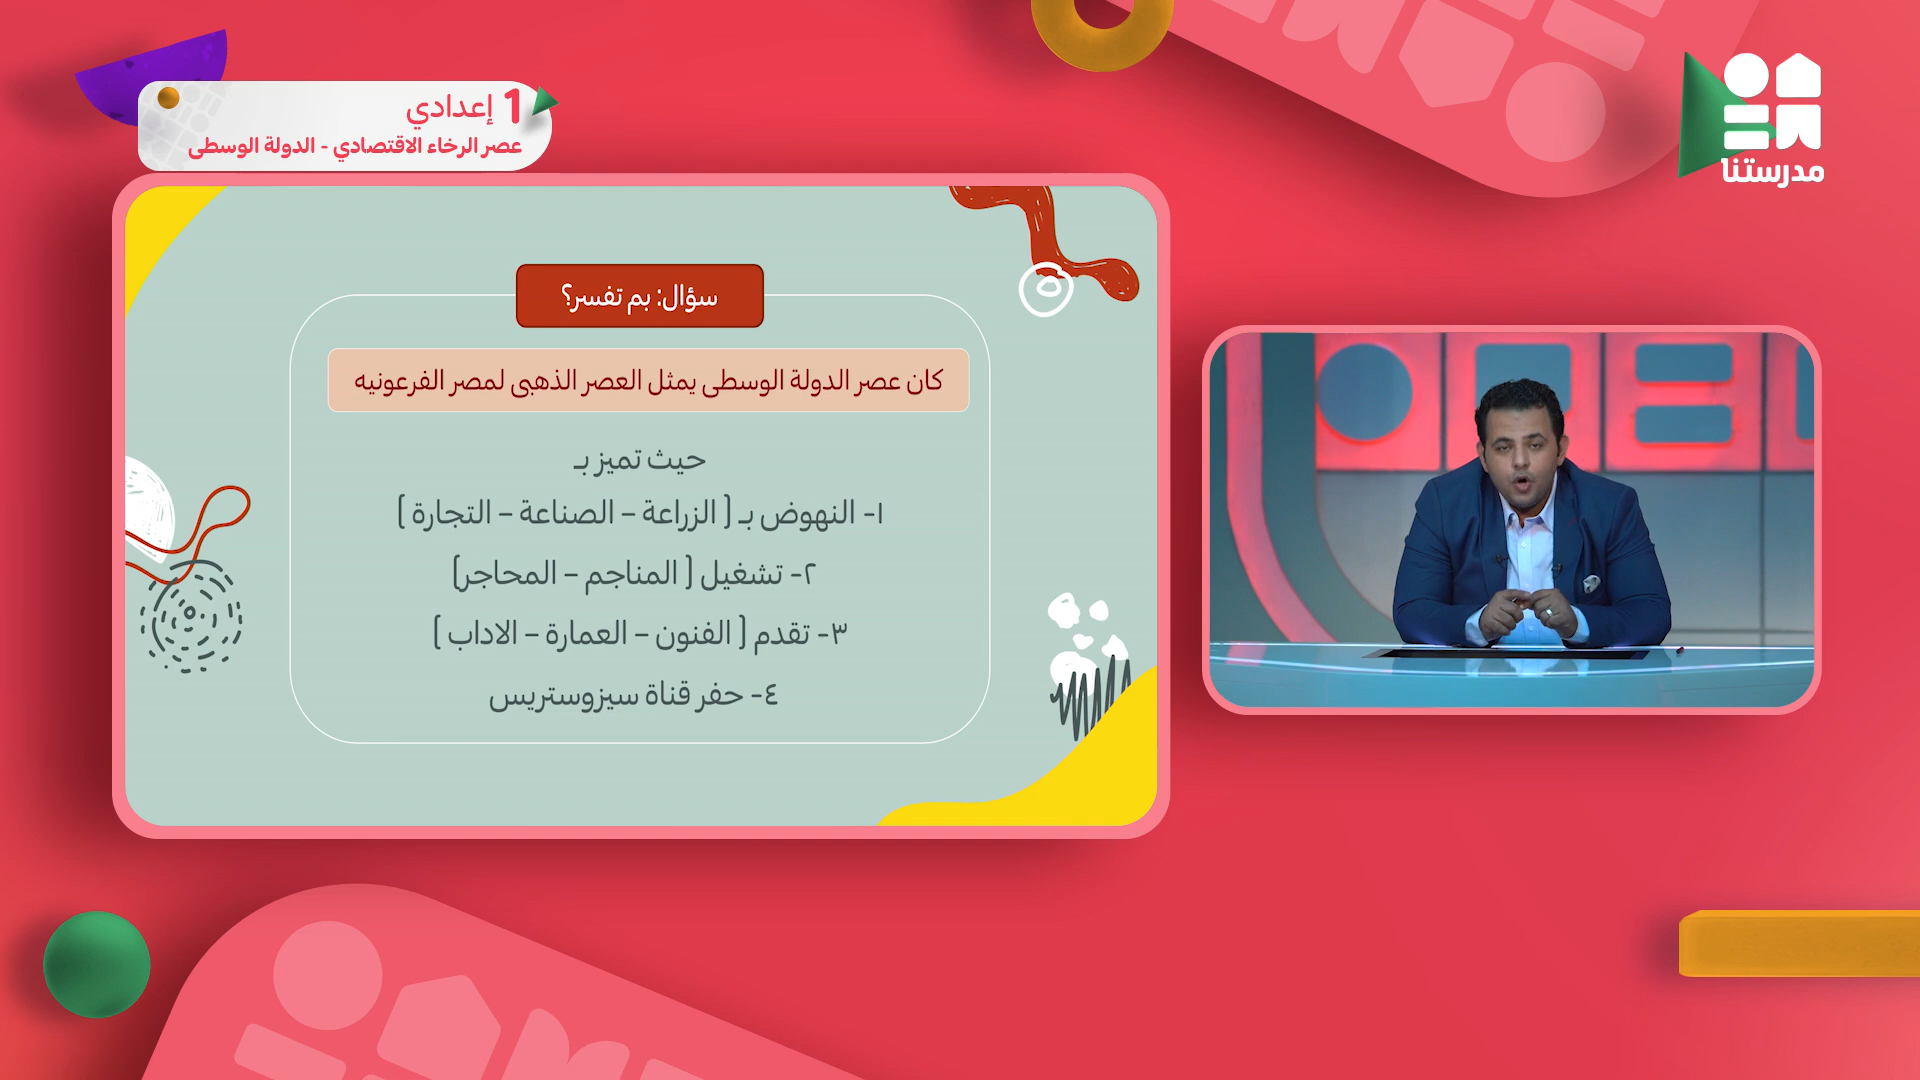 1 إعدادي
عصر الرخاء الاقتصادي - الدولة الوسطى
مدرستنا
سؤال: بم تفسر؟
كان عصر الدولة الوسطى يمثل العصر الذهبى لمصر الفرعونيه
حيث تميز بـ
١- النهوض بـ ( الزراعة – الصناعة – التجارة )
٢- تشغيل ( المناجم – المحاجر)
٣- تقدم ( الفنون – العمارة – الاداب )
٤- حفر قناة سيزوستريس